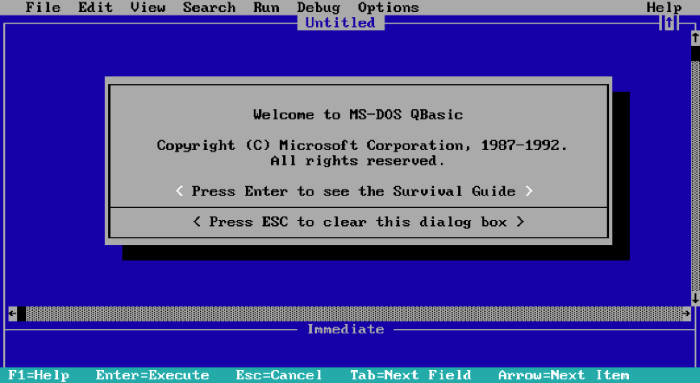 File Edit View Search Run Debug Options Help
Untitled
Welcome to MS-DOS QBasic
Copyright (C) Microsoft Corporation, 1987-1992.
All rights reserved.
< Press Enter to see the Survival Guide >
< Press ESC to clear this dialog box >
Immediate
F1=Help Enter=Execute Esc=Cancel Tab=Next Field Arrow=Next Item